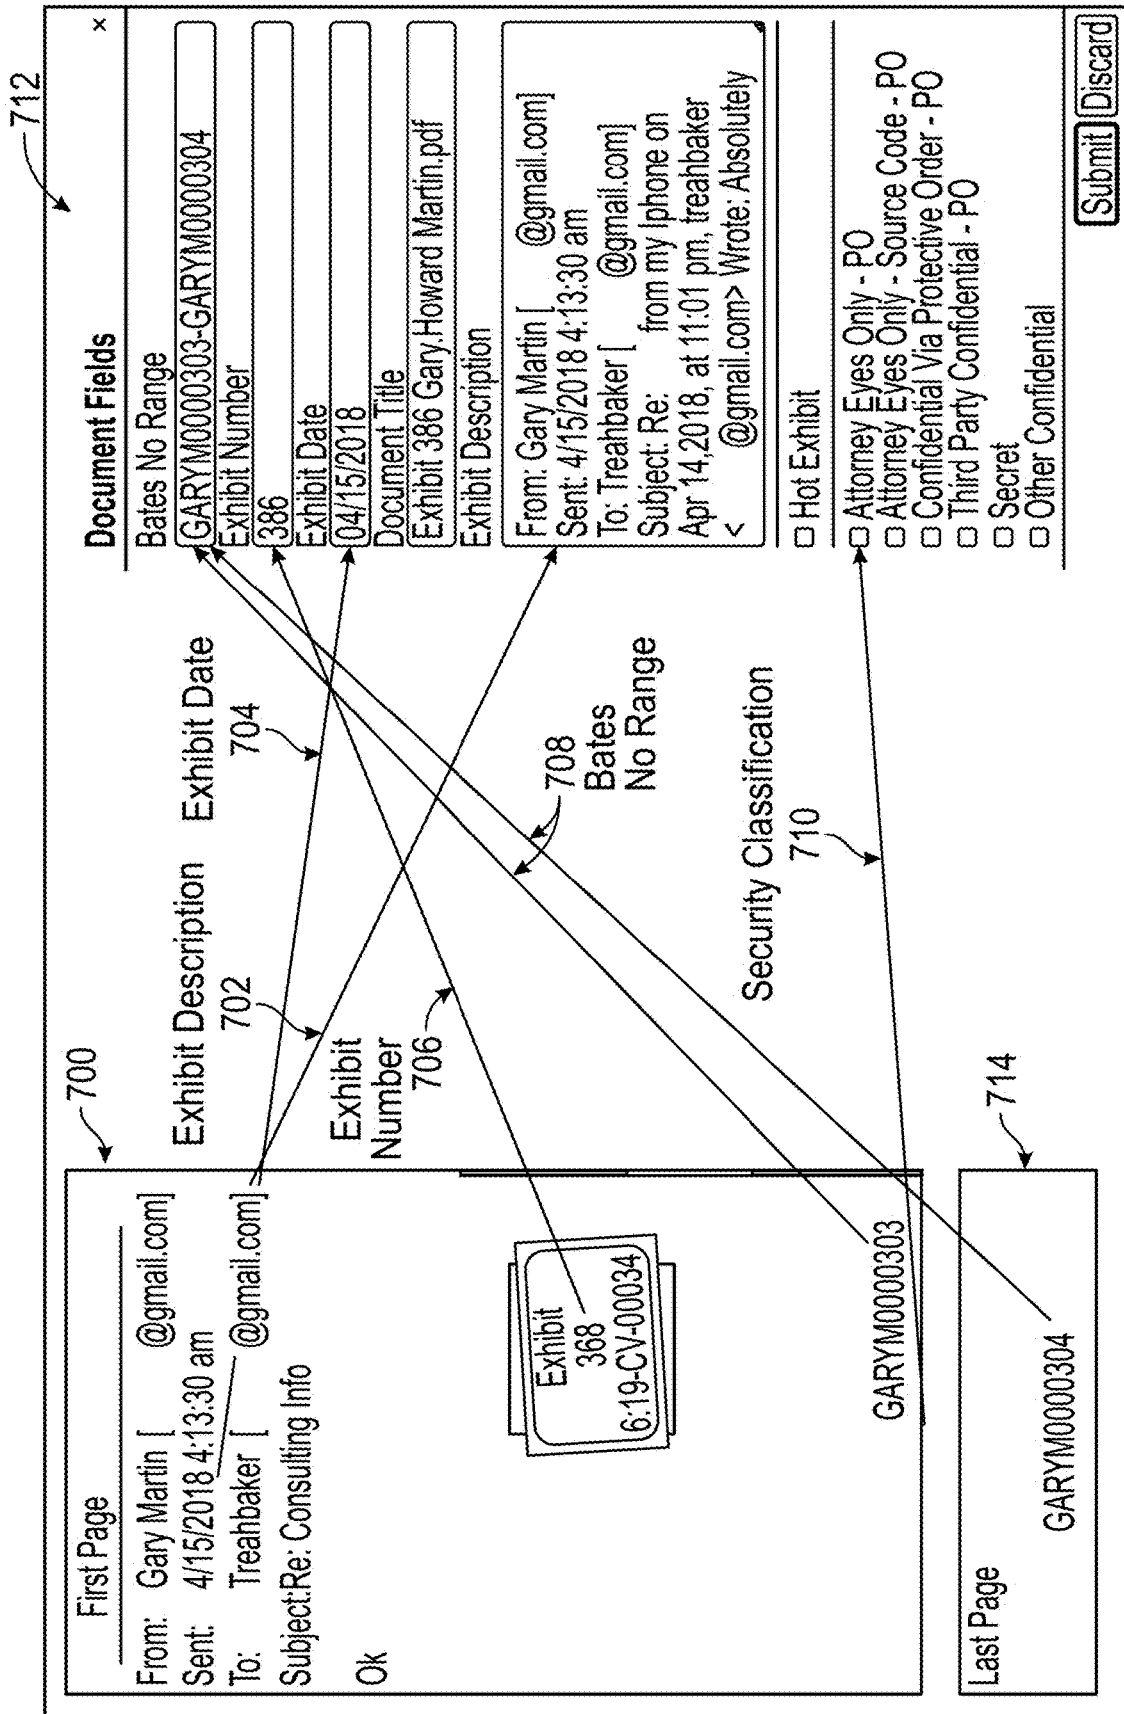 700
First Page
From: Gary Martin [ @gmail.com]
Sent: 4/15/2018 4:13:30 am
To: Treahbaker [ @gmail.com]
Subject:Re: Consulting Info
Ok
Exhibit
368
6:19-CV-00034
GARYM0000303
714
Last Page
GARYM0000304
Exhibit Description
702
Exhibit Date
704
Exhibit
Number
706
708
Bates
No Range
Security Classification
710
712
Document Fields ×
Bates No Range
GARYM0000303-GARYM0000304
Exhibit Number
386
Exhibit Date
04/15/2018
Document Title
Exhibit 386 Gary.Howard Martin.pdf
Exhibit Description
From: Gary Martin [ @gmail.com]
Sent: 4/15/2018 4:13:30 am
To: Treahbaker [ @gmail.com]
Subject: Re: from my Iphone on
Apr 14,2018, at 11:01 pm, treahbaker
< @gmail.com> Wrote: Absolutely
Hot Exhibit
Attorney Eyes Only - PO
Attorney Eyes Only - Source Code - PO
Confidential Via Protective Order - PO
Third Party Confidential - PO
Secret
Other Confidential
Submit Discard